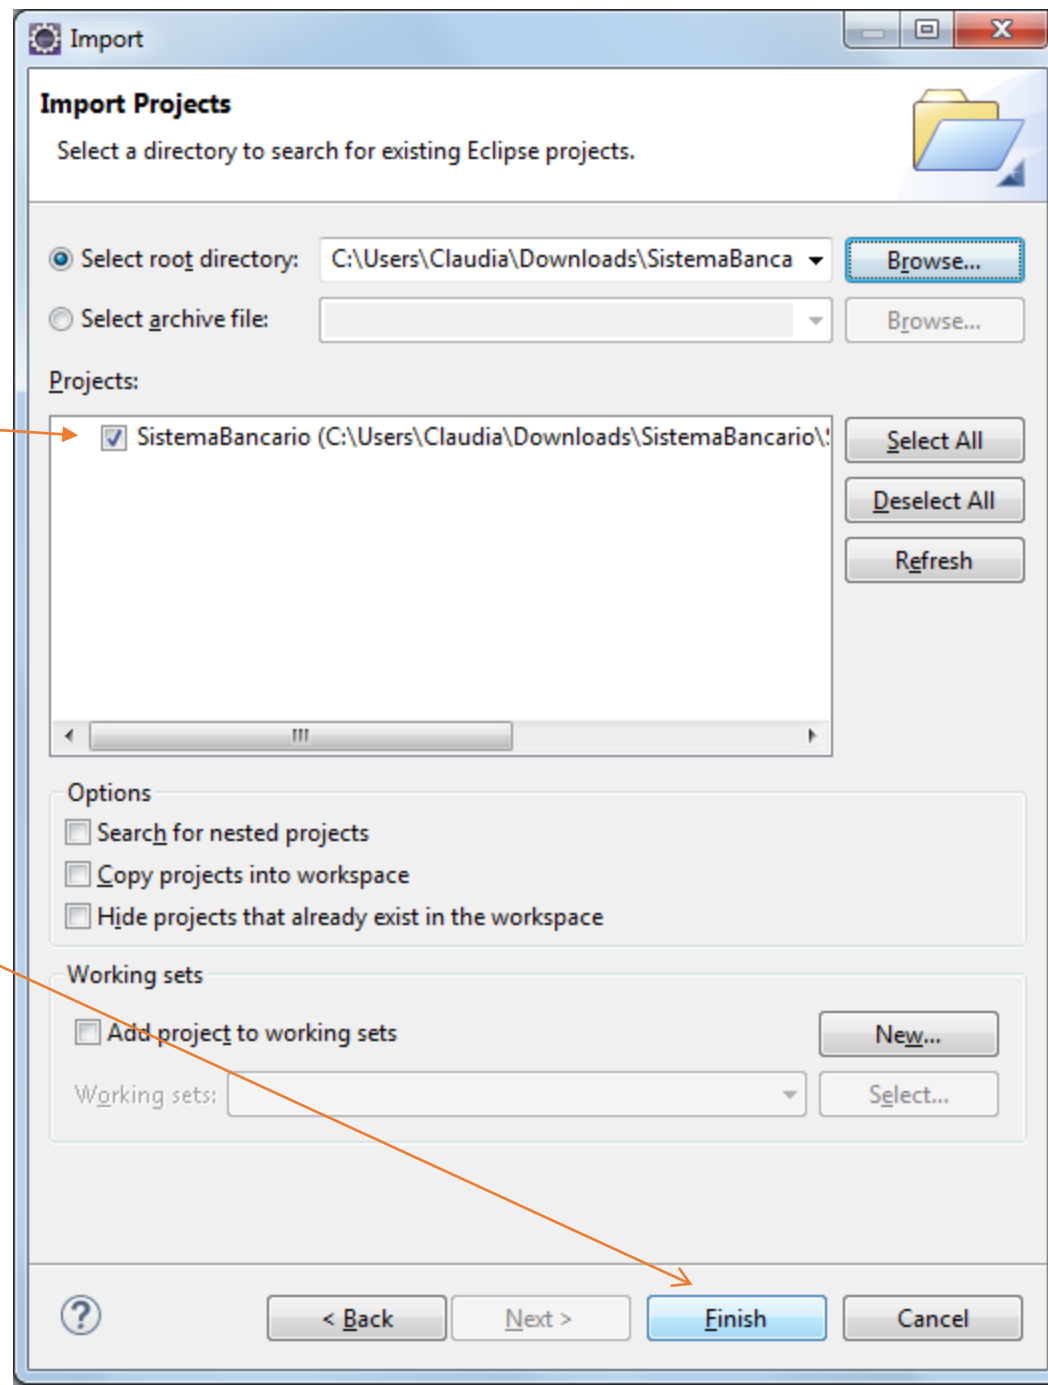 Import
Import Projects
Select a directory to search for existing Eclipse projects.
Select root directory: C:\Users\Claudia\Downloads\SistemaBanca Browse...
Select archive file: Browse...
Projects:
SistemaBancario (C:\Users\Claudia\Downloads\SistemaBancario\
Select All
Deselect All
Refresh
Options
Search for nested projects
Copy projects into workspace
Hide projects that already exist in the workspace
Working sets
Add project to working sets New...
Working sets: Select...
? < Back Next > Finish Cancel